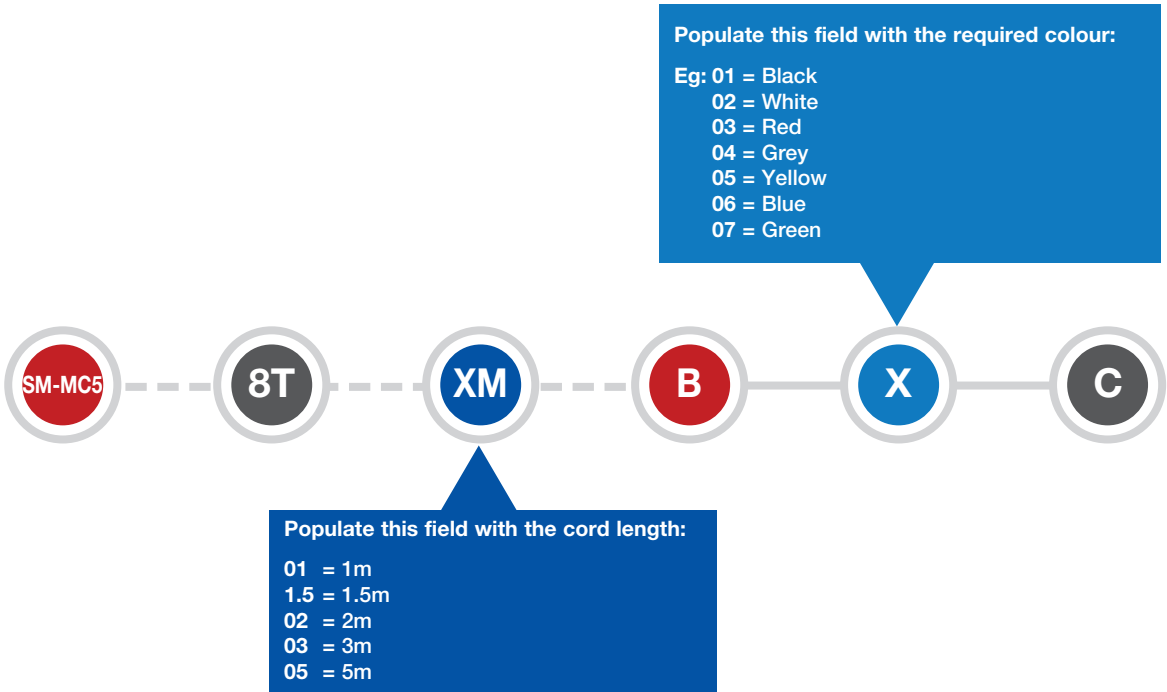 Populate this field with the required colour:
Eg: 01 = Black
02 = White
03 = Red
04 = Grey
05 = Yellow
06 = Blue
07 = Green
SM-MC5 8T XM B X C
Populate this field with the cord length:
01 = 1m
1.5 = 1.5m
02 = 2m
03 = 3m
05 = 5m